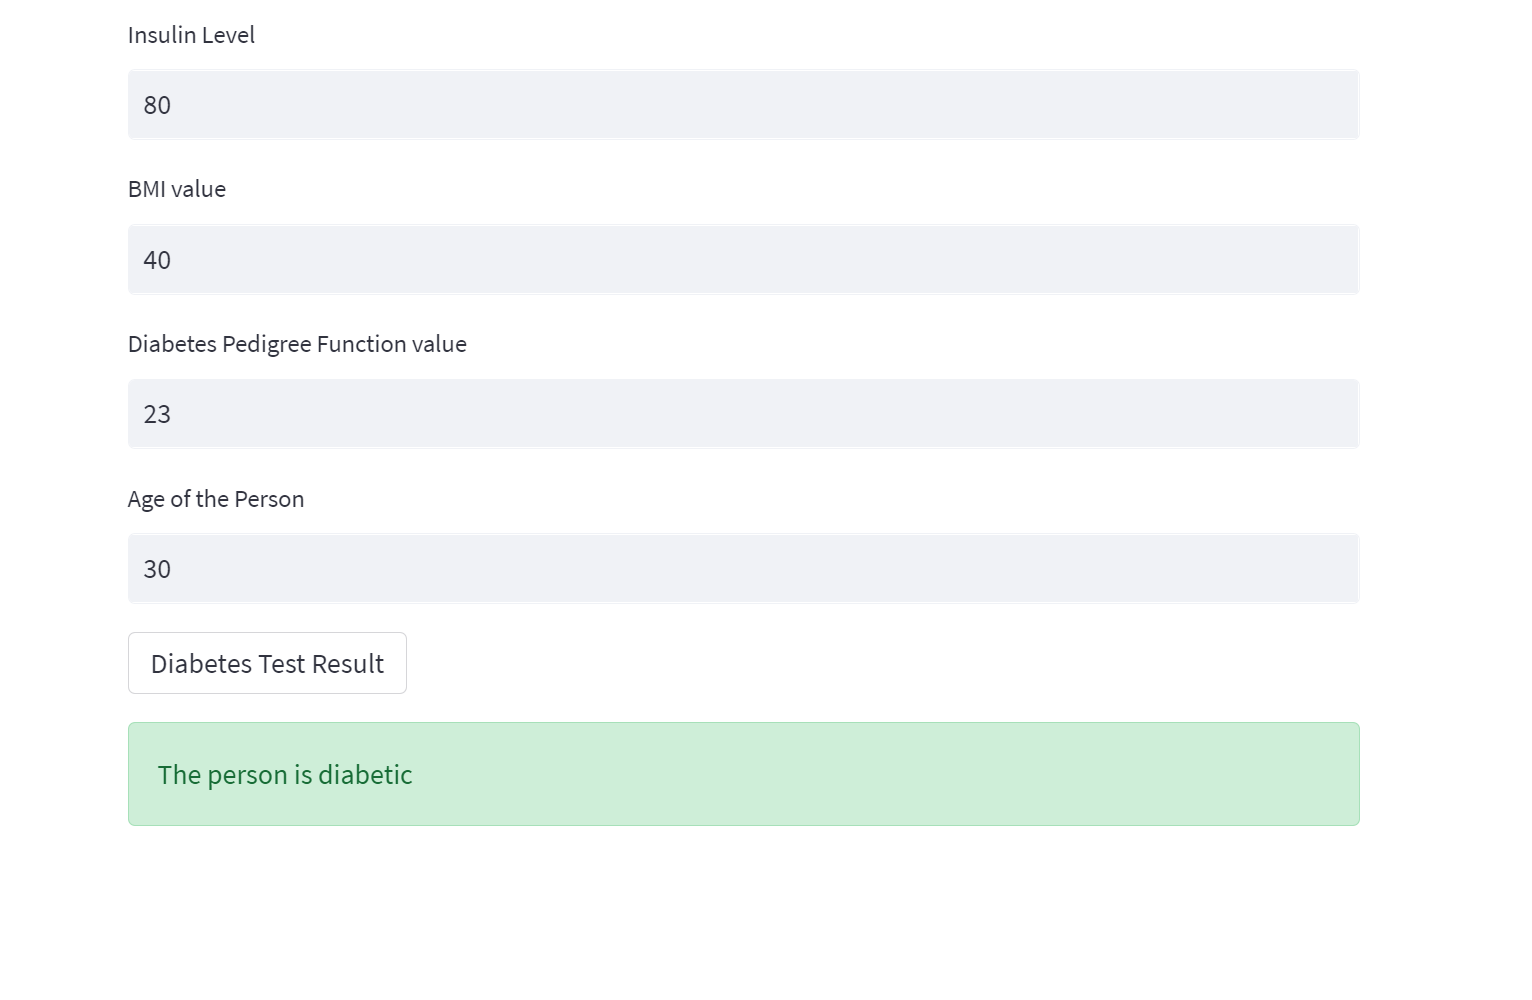 Insulin Level
80
BMI value
40
Diabetes Pedigree Function value
23
Age of the Person
30
Diabetes Test Result
The person is diabetic